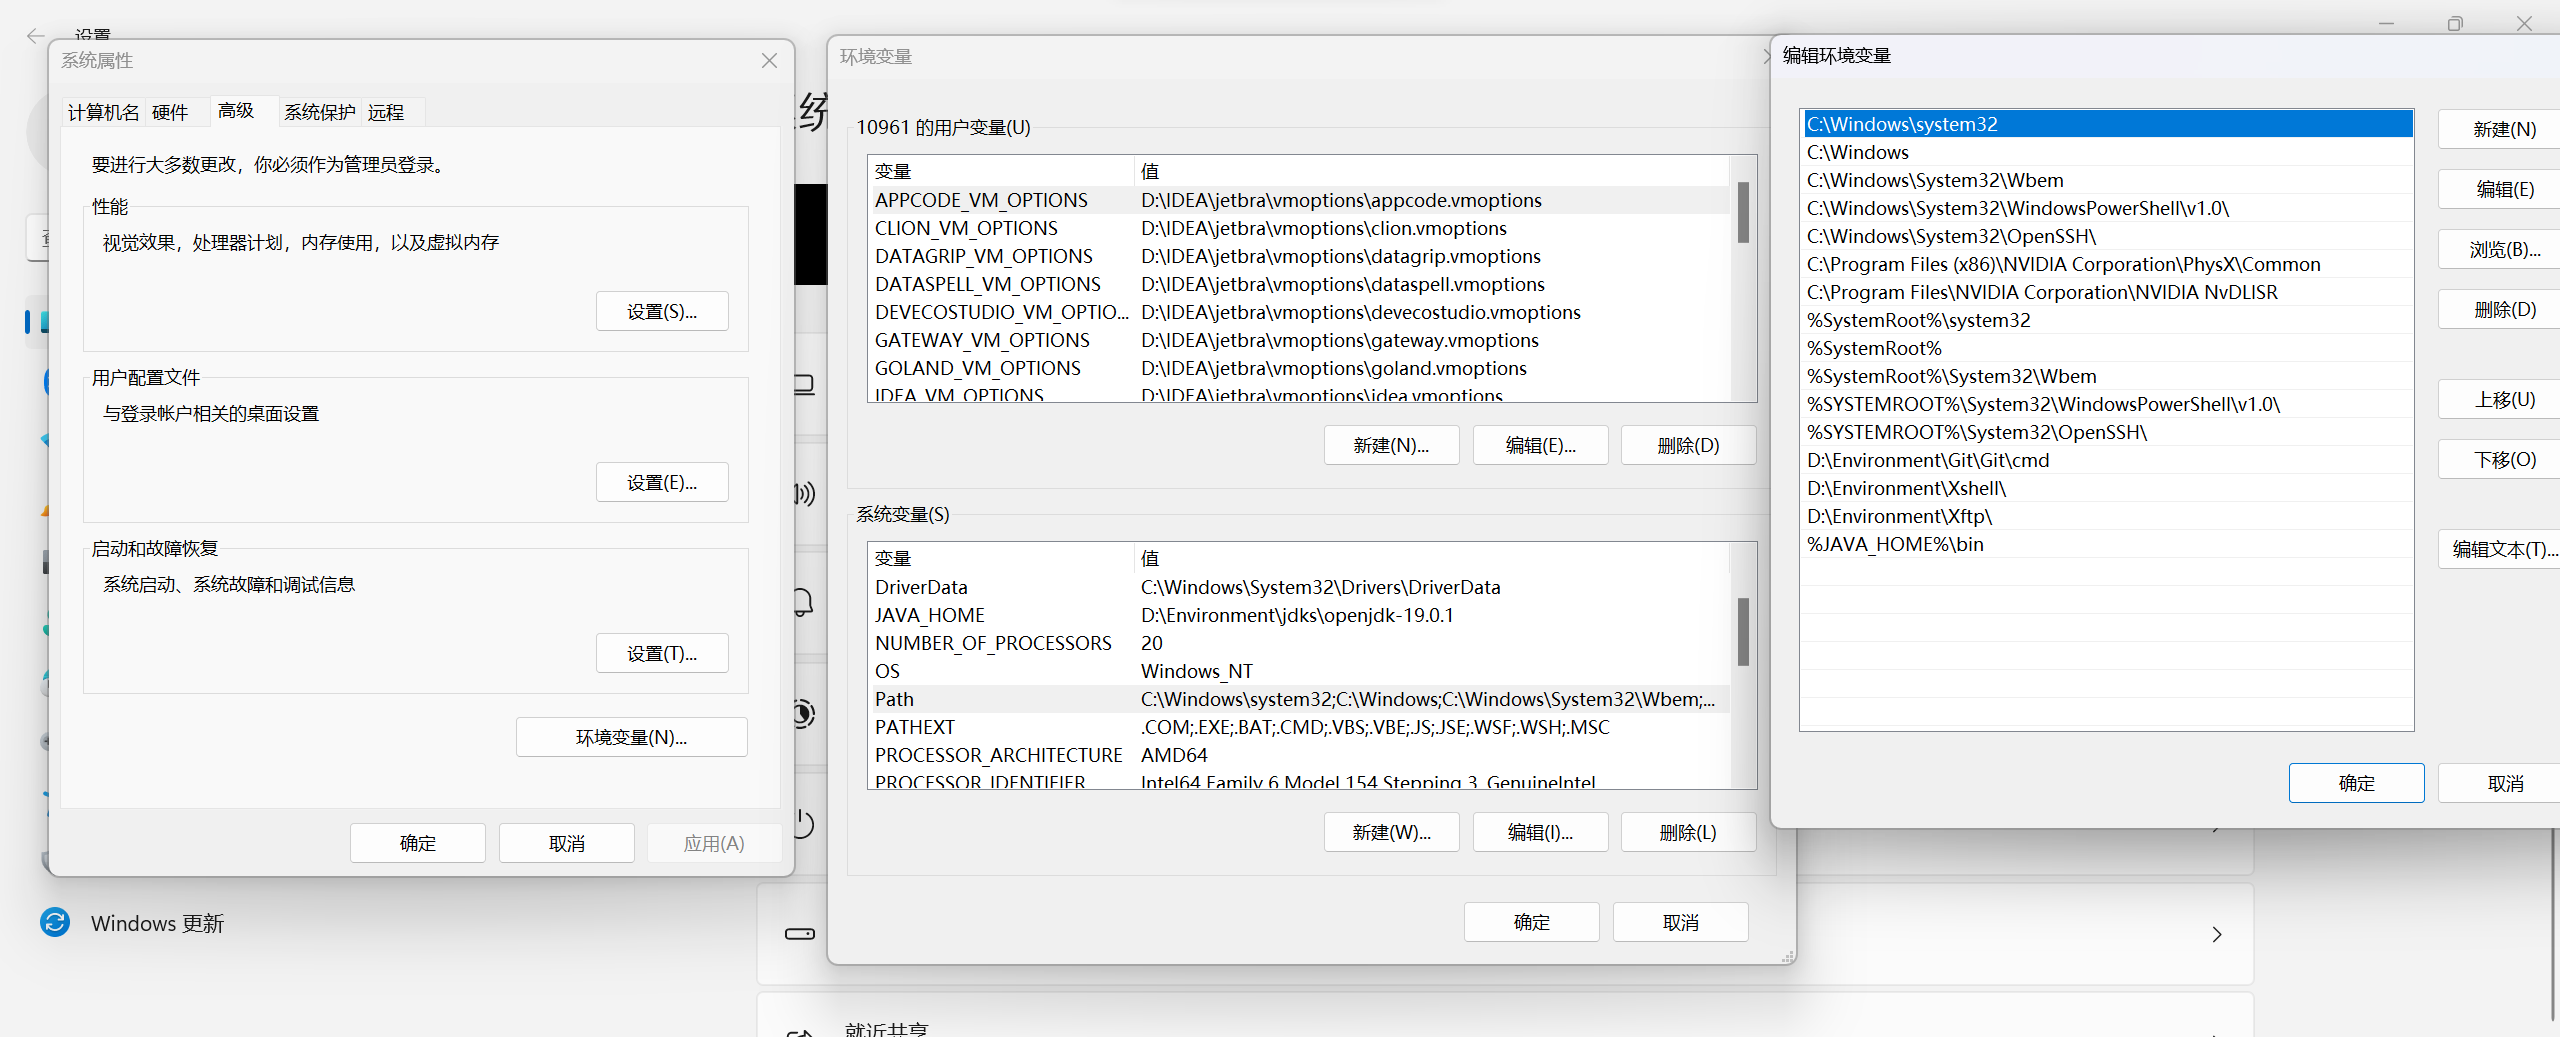 设置
系统属性
计算机名
硬件
高级
系统保护
远程
要进行大多数更改，你必须作为管理员登录。
性能
视觉效果，处理器计划，内存使用，以及虚拟内存
设置(S)...
用户配置文件
与登录帐户相关的桌面设置
设置(E)...
启动和故障恢复
系统启动、系统故障和调试信息
设置(T)...
环境变量(N)...
确定
取消
应用(A)
Windows 更新
环境变量
10961 的用户变量(U)
变量 值
APPCODE_VM_OPTIONS D:\IDEA\jetbra\vmoptions\appcode.vmoptions
CLION_VM_OPTIONS D:\IDEA\jetbra\vmoptions\clion.vmoptions
DATAGRIP_VM_OPTIONS D:\IDEA\jetbra\vmoptions\datagrip.vmoptions
DATASPELL_VM_OPTIONS D:\IDEA\jetbra\vmoptions\dataspell.vmoptions
DEVECOSTUDIO_VM_OPTIO... D:\IDEA\jetbra\vmoptions\devecostudio.vmoptions
GATEWAY_VM_OPTIONS D:\IDEA\jetbra\vmoptions\gateway.vmoptions
GOLAND_VM_OPTIONS D:\IDEA\jetbra\vmoptions\goland.vmoptions
IDEA_VM_OPTIONS D:\IDEA\jetbra\vmoptions\idea.vmoptions
新建(N)...
编辑(E)...
删除(D)
系统变量(S)
变量 值
DriverData C:\Windows\System32\Drivers\DriverData
JAVA_HOME D:\Environment\jdks\openjdk-19.0.1
NUMBER_OF_PROCESSORS 20
OS Windows_NT
Path C:\Windows\system32;C:\Windows;C:\Windows\System32\Wbem;...
PATHEXT .COM;.EXE;.BAT;.CMD;.VBS;.VBE;.JS;.JSE;.WSF;.WSH;.MSC
PROCESSOR_ARCHITECTURE AMD64
PROCESSOR_IDENTIFIER Intel64 Family 6 Model 154 Stepping 3, GenuineIntel
新建(W)...
编辑(I)...
删除(L)
确定
取消
就近共享
编辑环境变量
C:\Windows\system32
C:\Windows
C:\Windows\System32\Wbem
C:\Windows\System32\WindowsPowerShell\v1.0\
C:\Windows\System32\OpenSSH\
C:\Program Files (x86)\NVIDIA Corporation\PhysX\Common
C:\Program Files\NVIDIA Corporation\NVIDIA NvDLISR
%SystemRoot%\system32
%SystemRoot%
%SystemRoot%\System32\Wbem
%SYSTEMROOT%\System32\WindowsPowerShell\v1.0\
%SYSTEMROOT%\System32\OpenSSH\
D:\Environment\Git\Git\cmd
D:\Environment\Xshell\
D:\Environment\Xftp\
%JAVA_HOME%\bin
新建(N)
编辑(E)
浏览(B)...
删除(D)
上移(U)
下移(O)
编辑文本(T)...
确定
取消